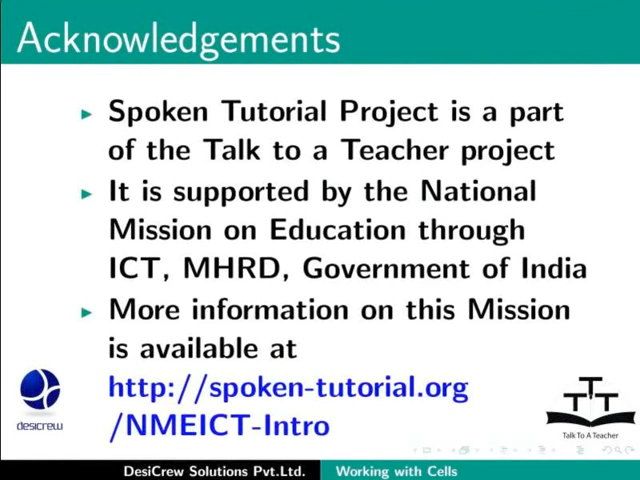 Acknowledgements
Spoken Tutorial Project is a part
of the Talk to a Teacher project
It is supported by the National
Mission on Education through
ICT, MHRD, Government of India
More information on this Mission
is available at
http://spoken-tutorial.org
/NMEICT-Intro
desicrew
TTT
Talk To A Teacher
DesiCrew Solutions Pvt.Ltd. Working with Cells